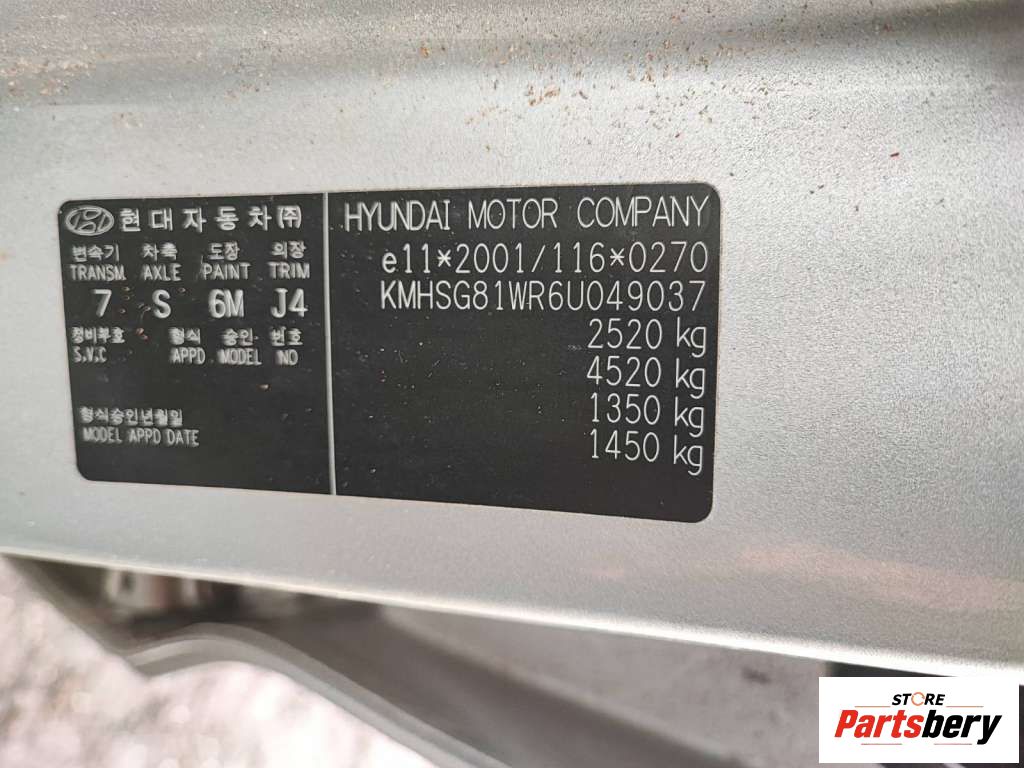 현대자동차㈜
변속기 차축 도장 의장
TRANSM. AXLE PAINT TRIM
7 S 6M J4
정비부호 형식 승인 번호
S.V.C APPD MODEL NO
형식승인년월일
MODEL APPD DATE
HYUNDAI MOTOR COMPANY
e11*2001/116*0270
KMHSG81WR6U049037
2520 kg
4520 kg
1350 kg
1450 kg
STORE
Partsbery